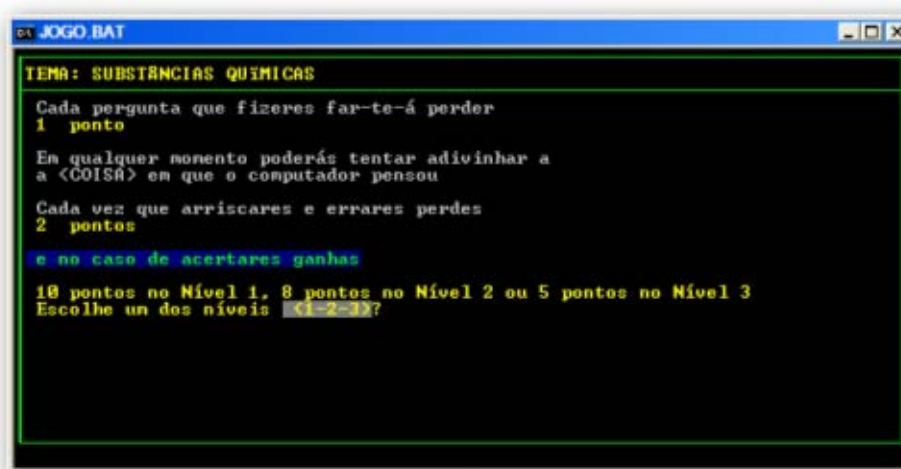 JOGO.BAT
TEMA: SUBSTÂNCIAS QUÍMICAS
Cada pergunta que fizeres far-te-á perder
1 ponto
Em qualquer momento poderás tentar adivinhar a
a <COISA> em que o computador pensou
Cada vez que arriscares e errares perdes
2 pontos
e no caso de acertares ganhas
10 pontos no Nível 1, 8 pontos no Nível 2 ou 5 pontos no Nível 3
Escolhe um dos níveis (1-2-3)?